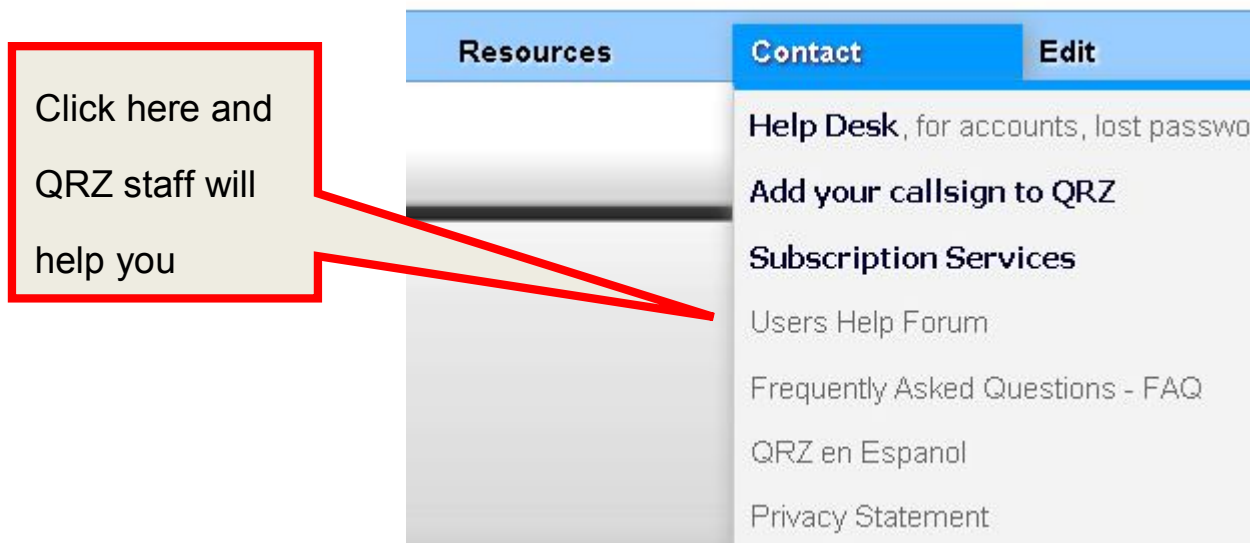 Click here and
QRZ staff will
help you
Resources Contact Edit
Help Desk, for accounts, lost
Add your callsign to QRZ
Subscription Services
Users Help Forum
Frequently Asked Questions - FAQ
QRZ en Espanol
Privacy Statement